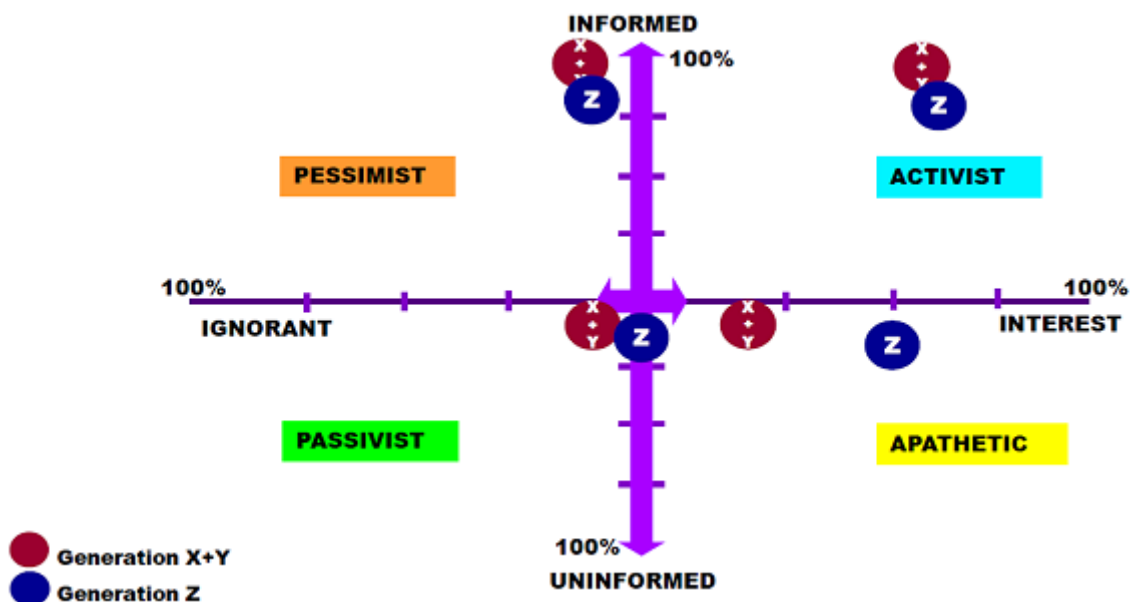 INFORMED
X
+
Y
100%
X
+
Y
Z
Z
PESSIMIST
ACTIVIST
100%
100%
IGNORANT
X
+
Y
Z
X
+
Y
Z
INTEREST
PASSIVIST
APATHETIC
100%
UNINFORMED
Generation X+Y
Generation Z